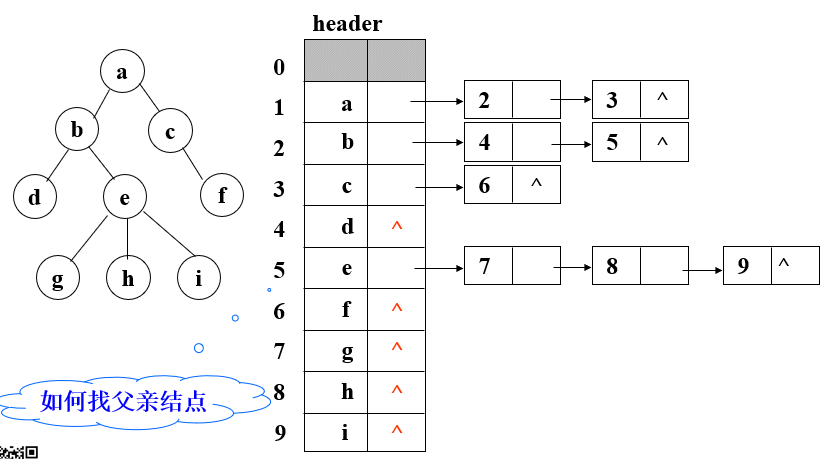 header
0
1 a 2 3 ^
2 b 4 5 ^
3 c 6 ^
4 d ^
5 e 7 8 9 ^
6 f ^
7 g ^
8 h ^
9 i ^
a
b c
d e f
g h i
如何找父亲结点